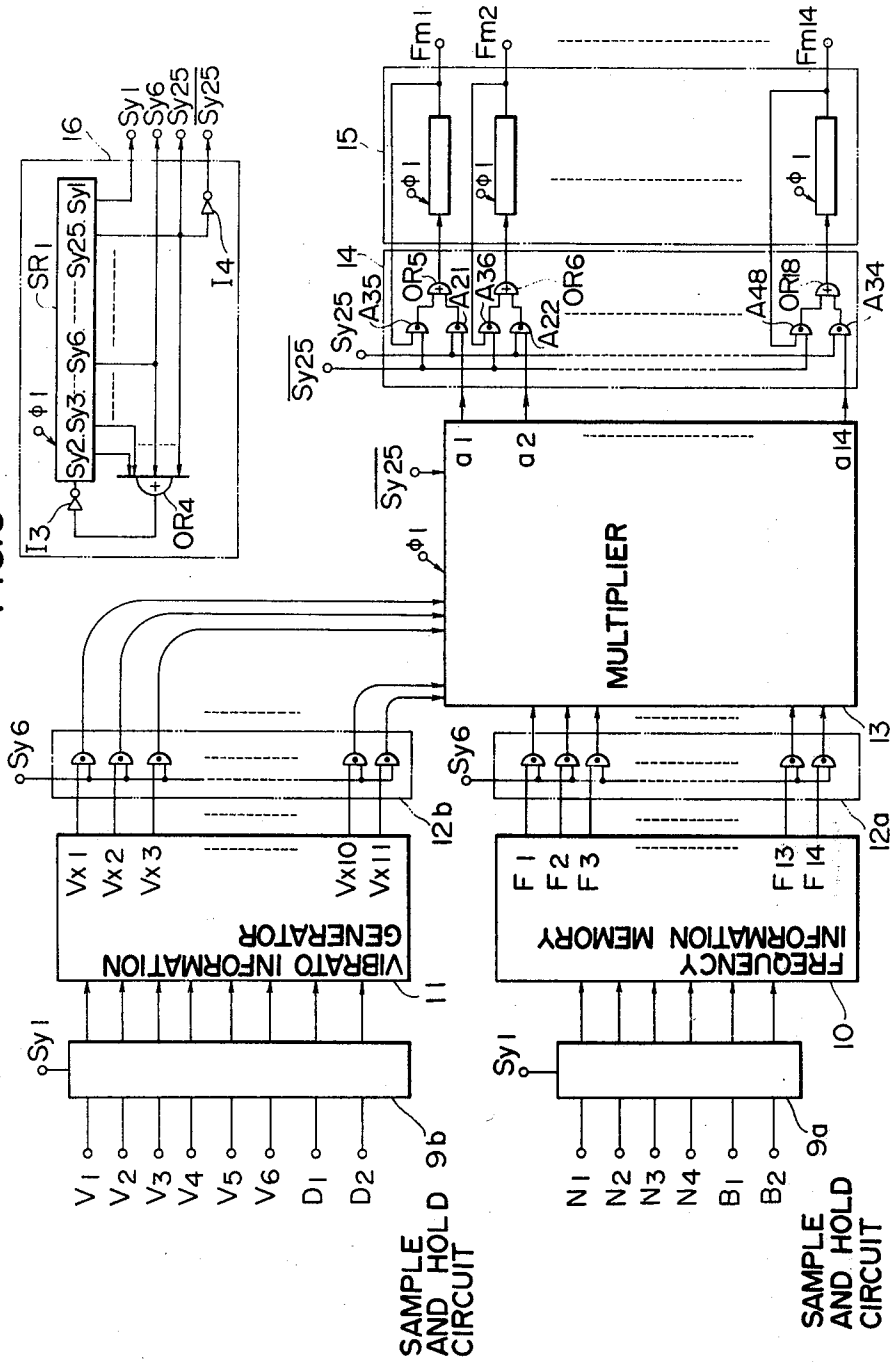 16
SR1
φ1
Sy2. Sy3. -- Sy6. --- Sy25. Sy1
I3
OR4
I4
Sy1
Sy6
Sy25
Sy25
V1
V2
V3
V4
V5
V6
D1
D2
SAMPLE
AND HOLD
CIRCUIT
9b
Sy1
VIBRATO INFORMATION
GENERATOR
11
Vx1
Vx2
Vx3
Vx10
Vx11
Sy6
12b
N1
N2
N3
N4
B1
B2
SAMPLE
AND HOLD
CIRCUIT
9a
Sy1
FREQUENCY
INFORMATION MEMORY
10
F1
F2
F3
F13
F14
Sy6
12a
MULTIPLIER
13
φ1
Sy25
a1
a2
a14
Sy25
Sy25
14
A35
OR5
A21
A36
OR6
A22
A48
OR18
A34
15
φ1
φ1
φ1
Fm1
Fm2
Fm14